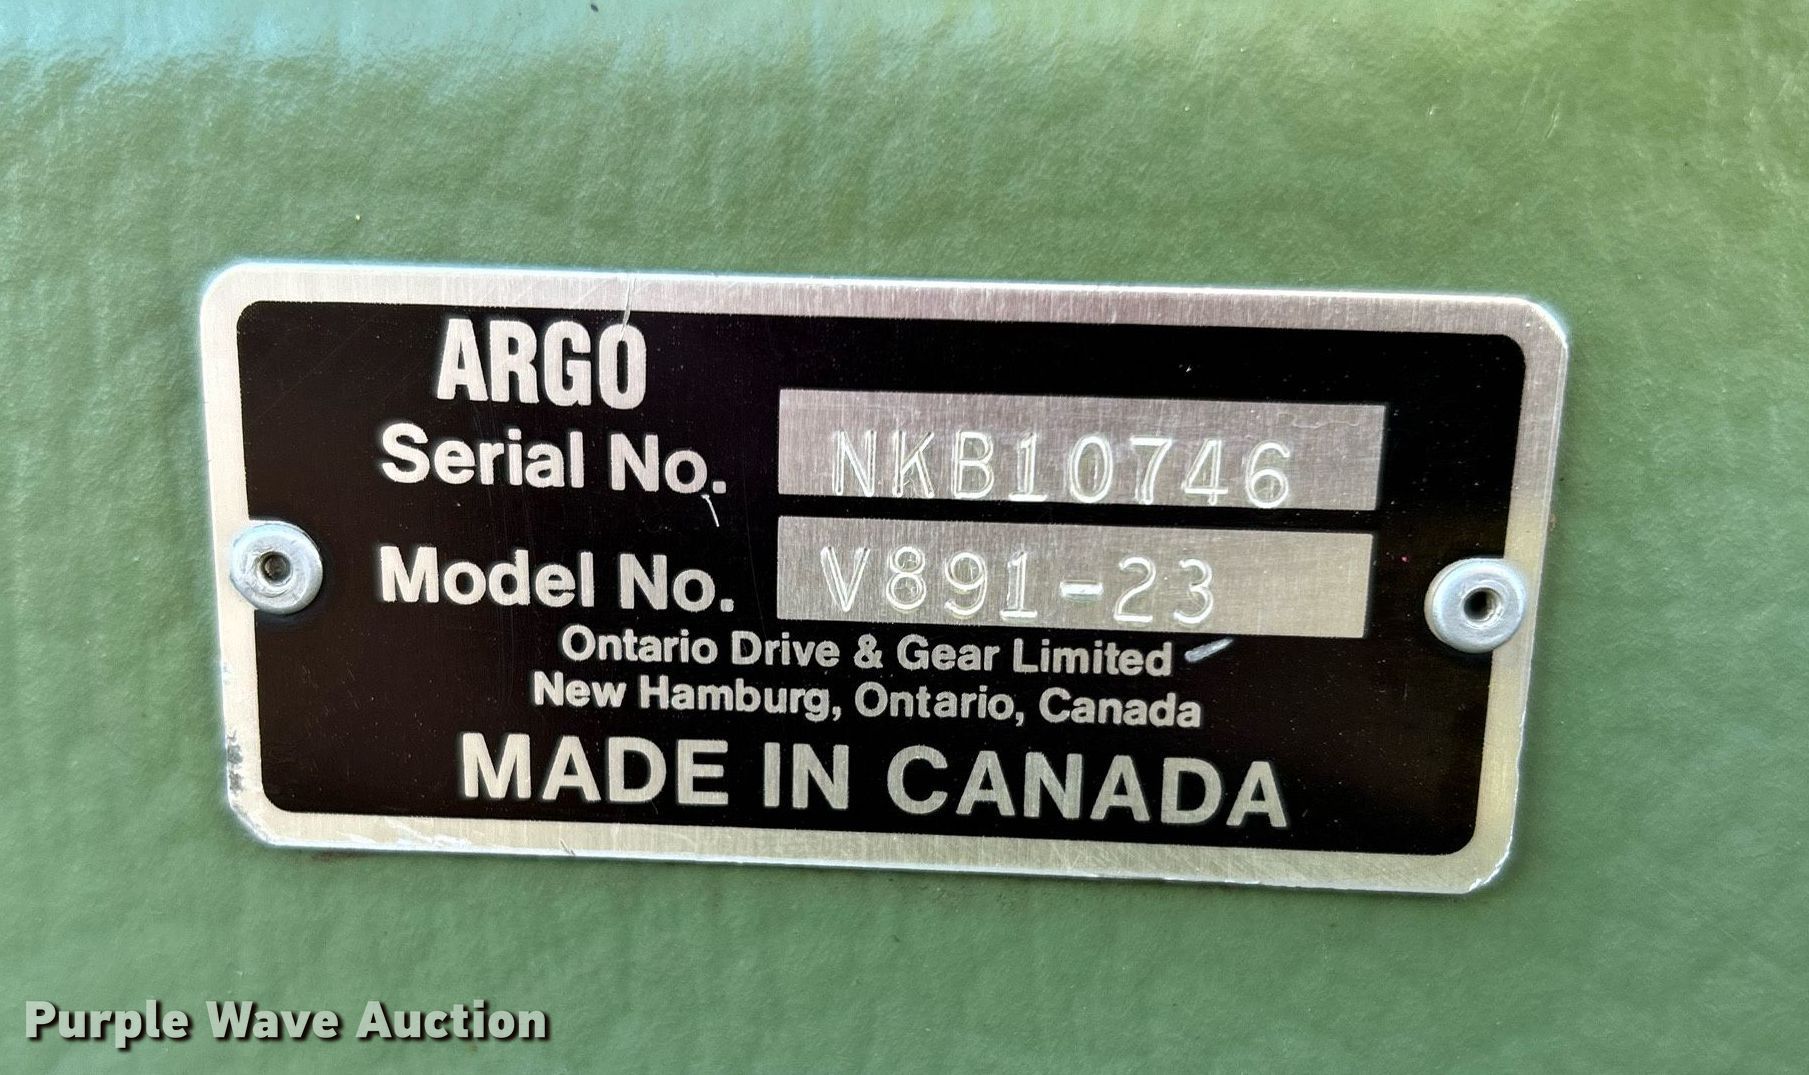 ARGO
Serial No. NKB10746
Model No. V891-23
Ontario Drive & Gear Limited
New Hamburg, Ontario, Canada
MADE IN CANADA
Purple Wave Auction